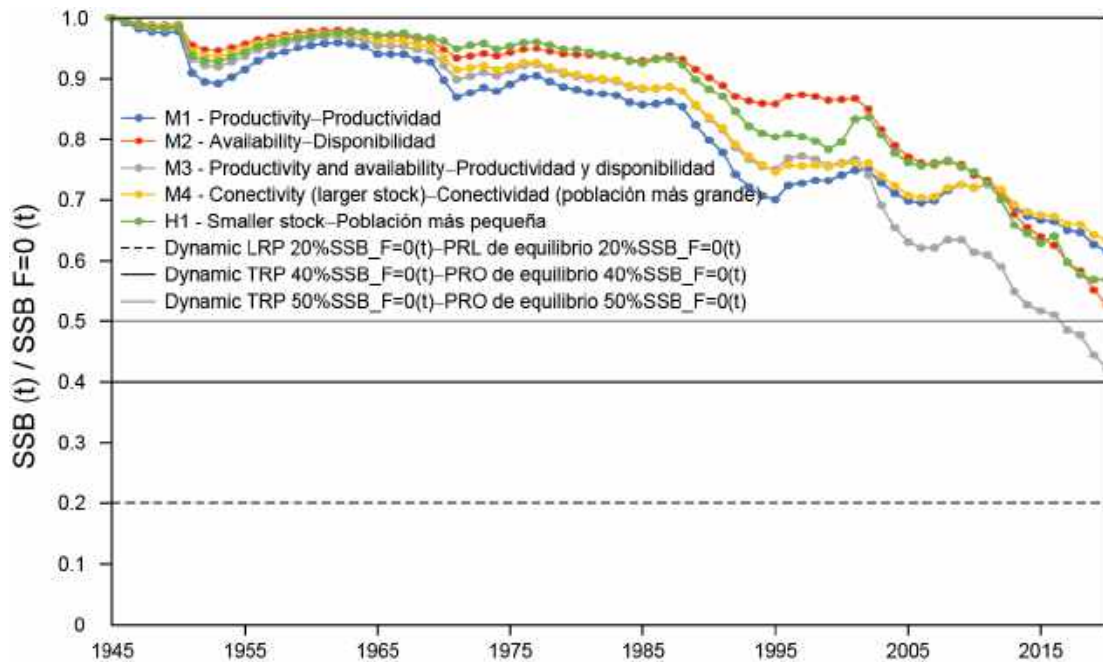 SSB (t) / SSB F=0 (t)
1.0
0.9
0.8
0.7
0.6
0.5
0.4
0.3
0.2
0.1
0
M1 - Productivity–Productividad
M2 - Availability–Disponibilidad
M3 - Productivity and availability–Productividad y disponibilidad
M4 - Conectivity (larger stock)–Conectividad (población más grande)
H1 - Smaller stock–Población más pequeña
Dynamic LRP 20%SSB_F=0(t)–PRL de equilibrio 20%SSB_F=0(t)
Dynamic TRP 40%SSB_F=0(t)–PRO de equilibrio 40%SSB_F=0(t)
Dynamic TRP 50%SSB_F=0(t)–PRO de equilibrio 50%SSB_F=0(t)
1945 1955 1965 1975 1985 1995 2005 2015